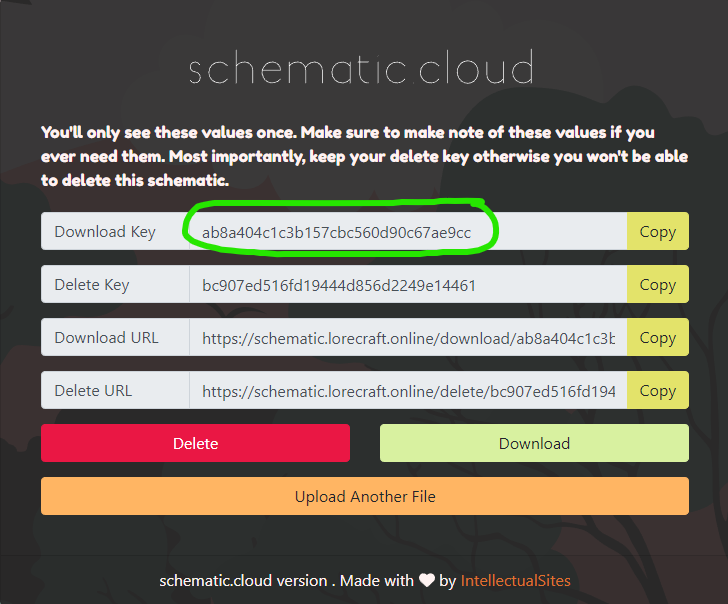 schematic.cloud
You'll only see these values once. Make sure to make note of these values if you
ever need them. Most importantly, keep your delete key otherwise you won't be able
to delete this schematic.
Download Key ab8a404c1c3b157cbc560d90c67ae9cc Copy
Delete Key bc907ed516fd19444d856d2249e14461 Copy
Download URL https://schematic.lorecraft.online/download/ab8a404c1c3b Copy
Delete URL https://schematic.lorecraft.online/delete/bc907ed516fd194 Copy
Delete Download
Upload Another File
schematic.cloud version . Made with ❤ by IntellectualSites